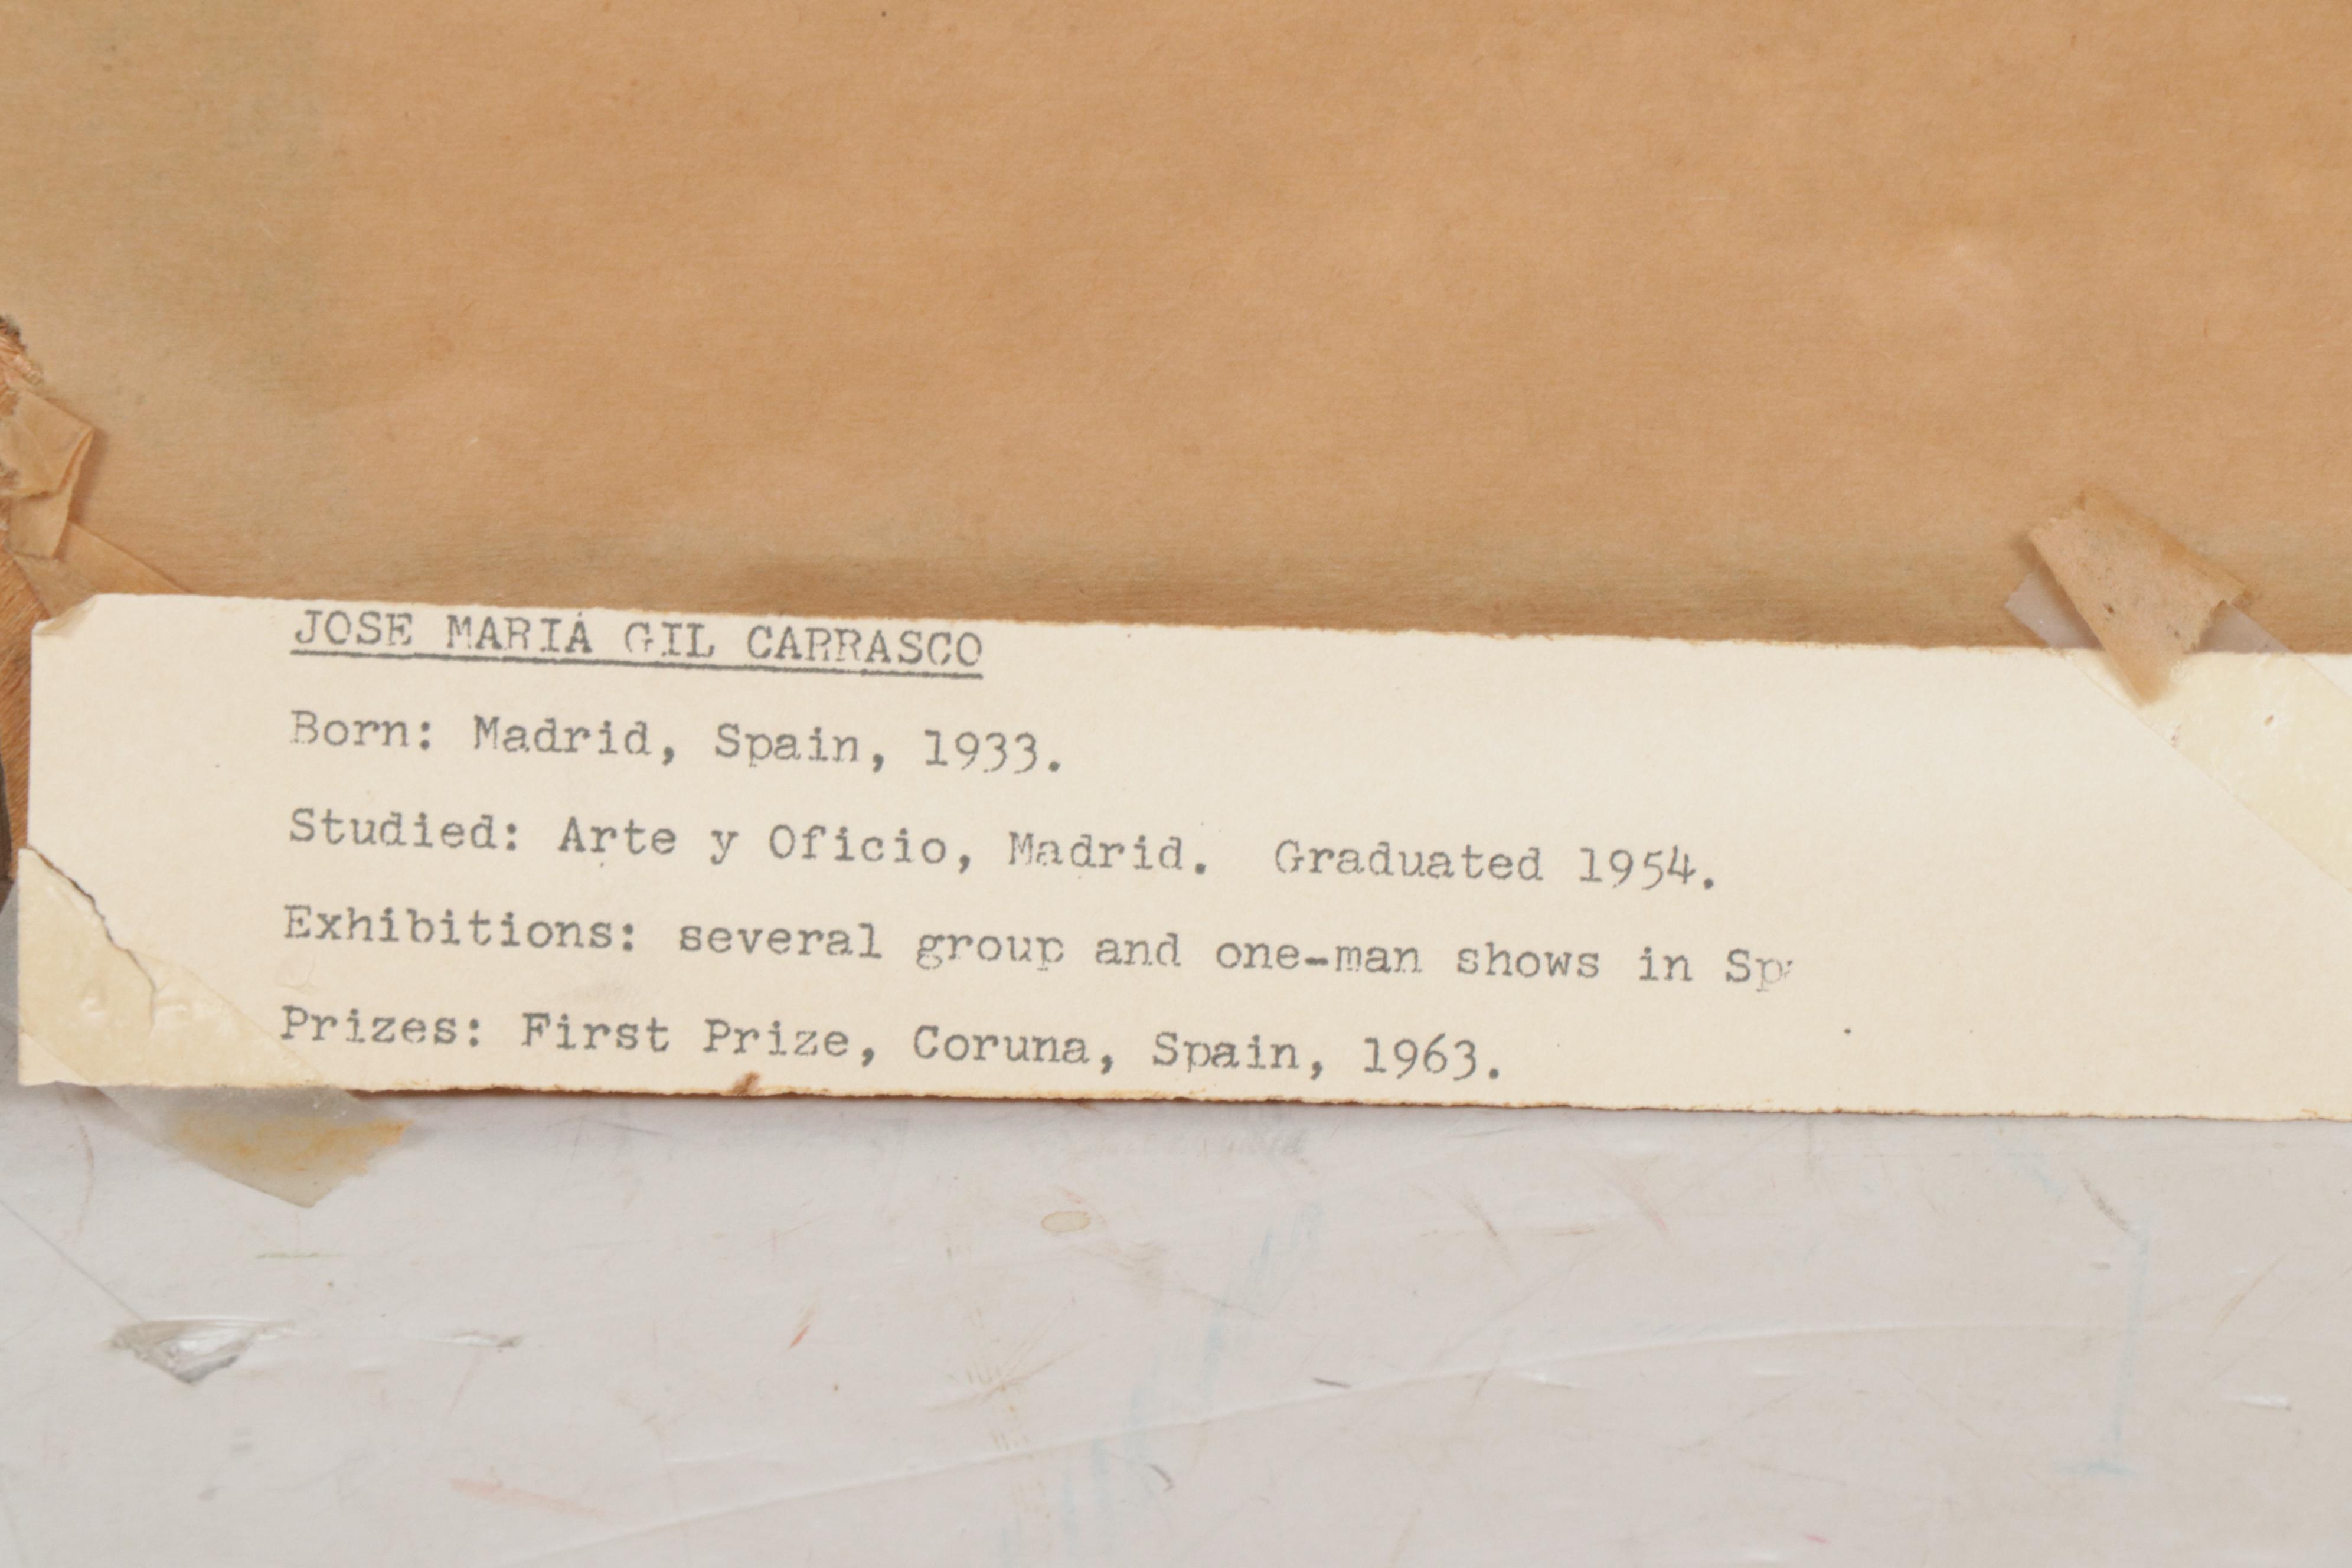 JOSE MARIA GIL CARRASCO
Born: Madrid, Spain, 1933.
Studied: Arte y Oficio, Madrid. Graduated 1954.
Exhibitions: several group and one-man shows in
Prizes: First Prize, Coruna, Spain, 1963.